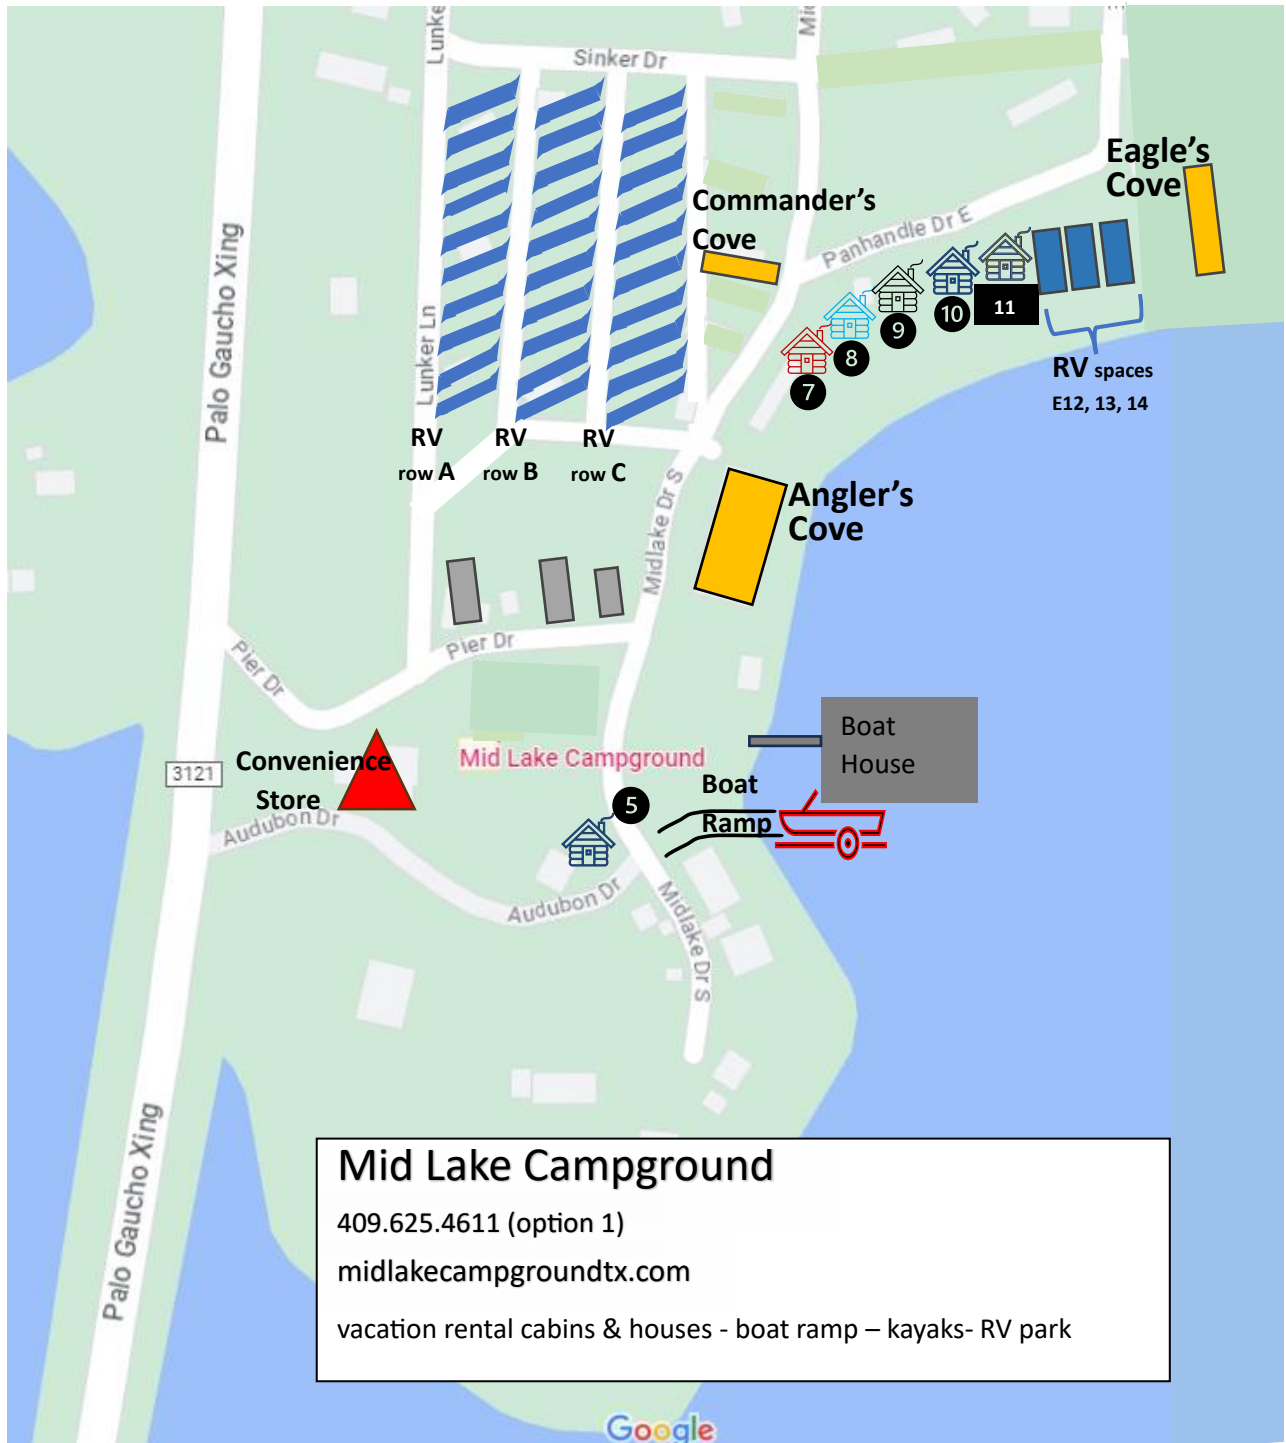 Lunke
Mi
Sinker Dr
Eagle's
Cove
Commander's
Cove
Panhandle Dr E
Palo Gaucho Xing
Lunker Ln
11
10
9
8
7
RV spaces
E12, 13, 14
RV
row A
RV
row B
RV
row C
Midlake Dr S
Angler's
Cove
Pier Dr
Pier Dr
Boat
House
Convenience
Store
Mid Lake Campground
3121
Boat
Ramp
5
Audubon Dr
Audubon Dr
Midlake Dr S
Palo Gaucho Xing
Mid Lake Campground
409.625.4611 (option 1)
midlakecampgroundtx.com
vacation rental cabins & houses - boat ramp – kayaks- RV park
Google